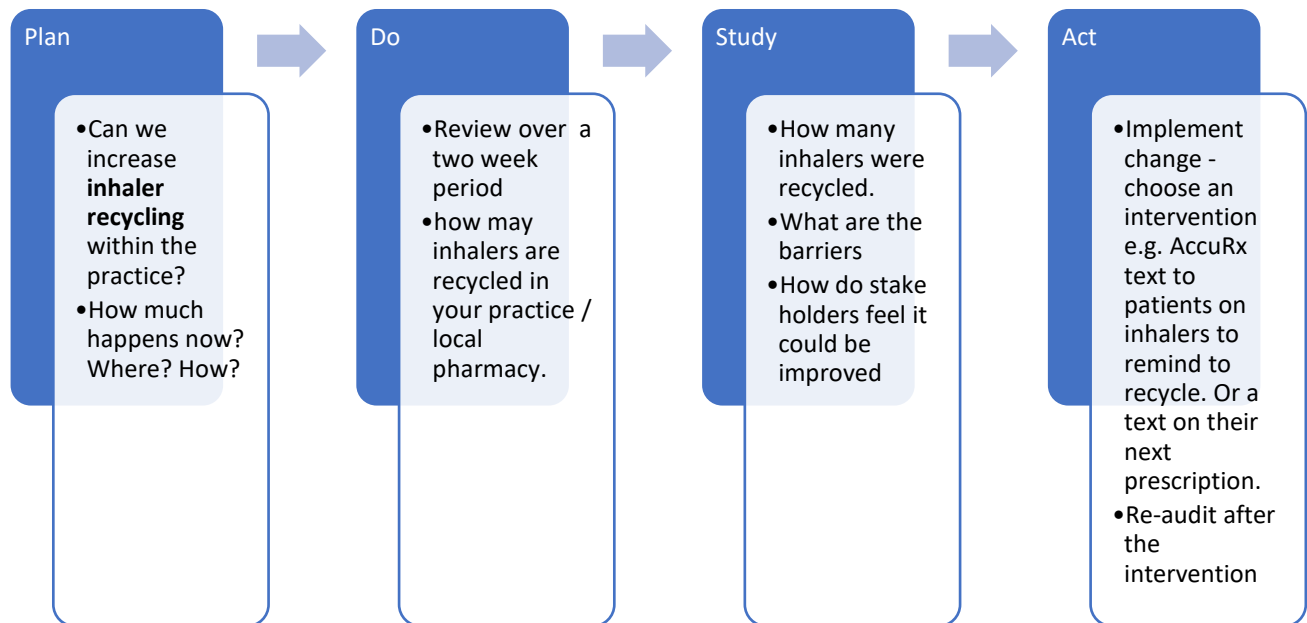 Plan
•Can we
increase
inhaler
recycling
within the
practice?
•How much
happens now?
Where? How?
Do
•Review over a
two week
period
•how may
inhalers are
recycled in
your practice /
local
pharmacy.
Study
•How many
inhalers were
recycled.
•What are the
barriers
•How do stake
holders feel it
could be
improved
Act
•Implement
change -
choose an
intervention
e.g. AccuRx
text to
patients on
inhalers to
remind to
recycle. Or a
text on their
next
prescription.
•Re-audit after
the
intervention